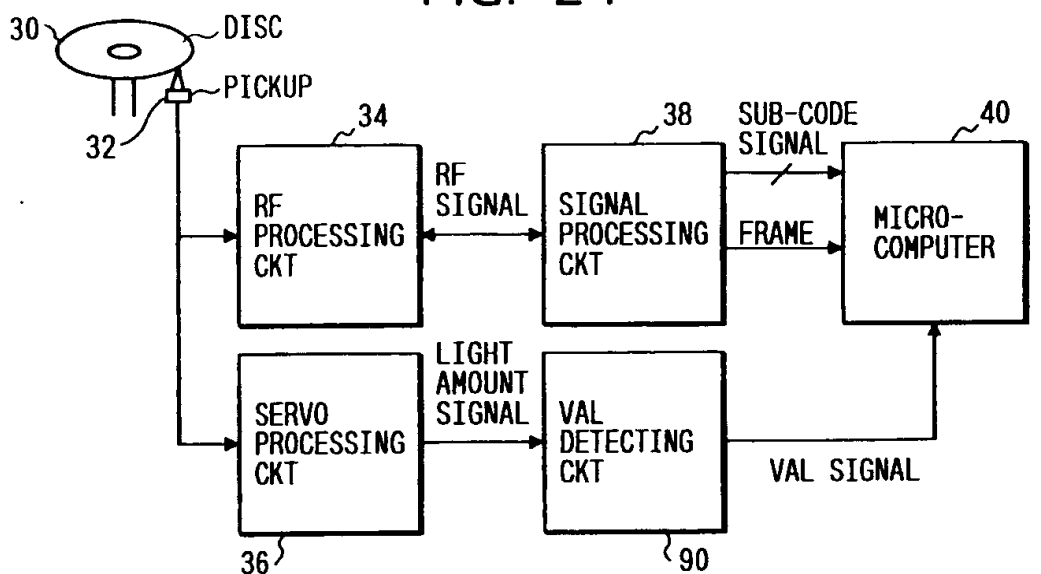 30
DISC
PICKUP
32
34
RF
PROCESSING
CKT
RF
SIGNAL
38
SIGNAL
PROCESSING
CKT
SUB-CODE
SIGNAL
FRAME
40
MICRO-
COMPUTER
SERVO
PROCESSING
CKT
36
LIGHT
AMOUNT
SIGNAL
VAL
DETECTING
CKT
90
VAL SIGNAL